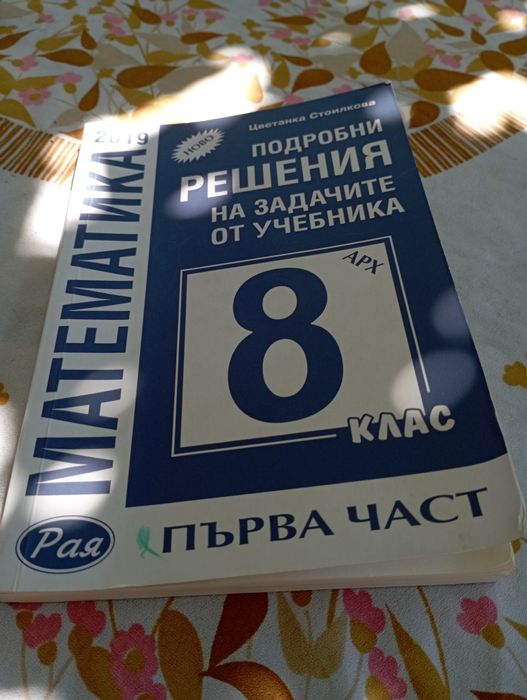 2019
МАТЕМАТИКА
НОВО
Цветанка Стоилкова
ПОДРОБНИ
РЕШЕНИЯ
НА ЗАДАЧИТЕ
ОТ УЧЕБНИКА
АРХ
8
КЛАС
Рая
ПЪРВА ЧАСТ